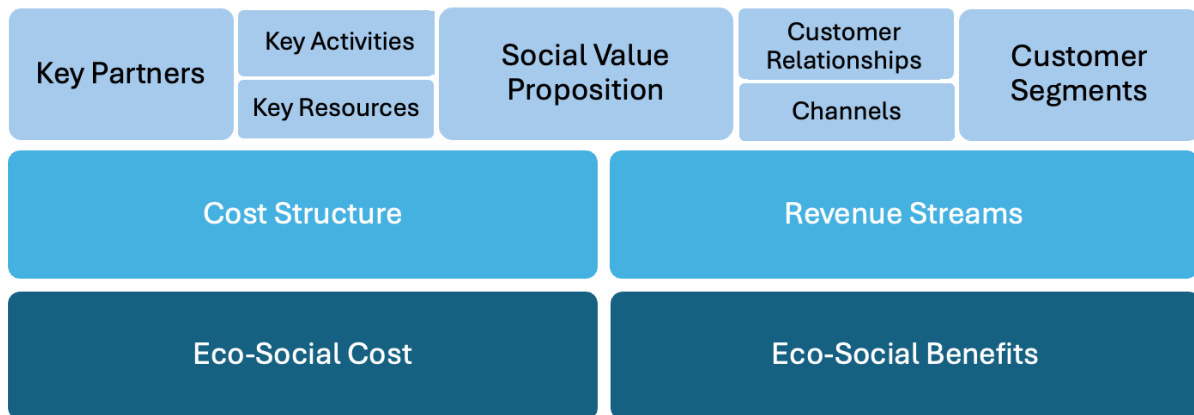 Key Partners
Key Activities
Key Resources
Social Value
Proposition
Customer
Relationships
Channels
Customer
Segments
Cost Structure
Revenue Streams
Eco-Social Cost
Eco-Social Benefits